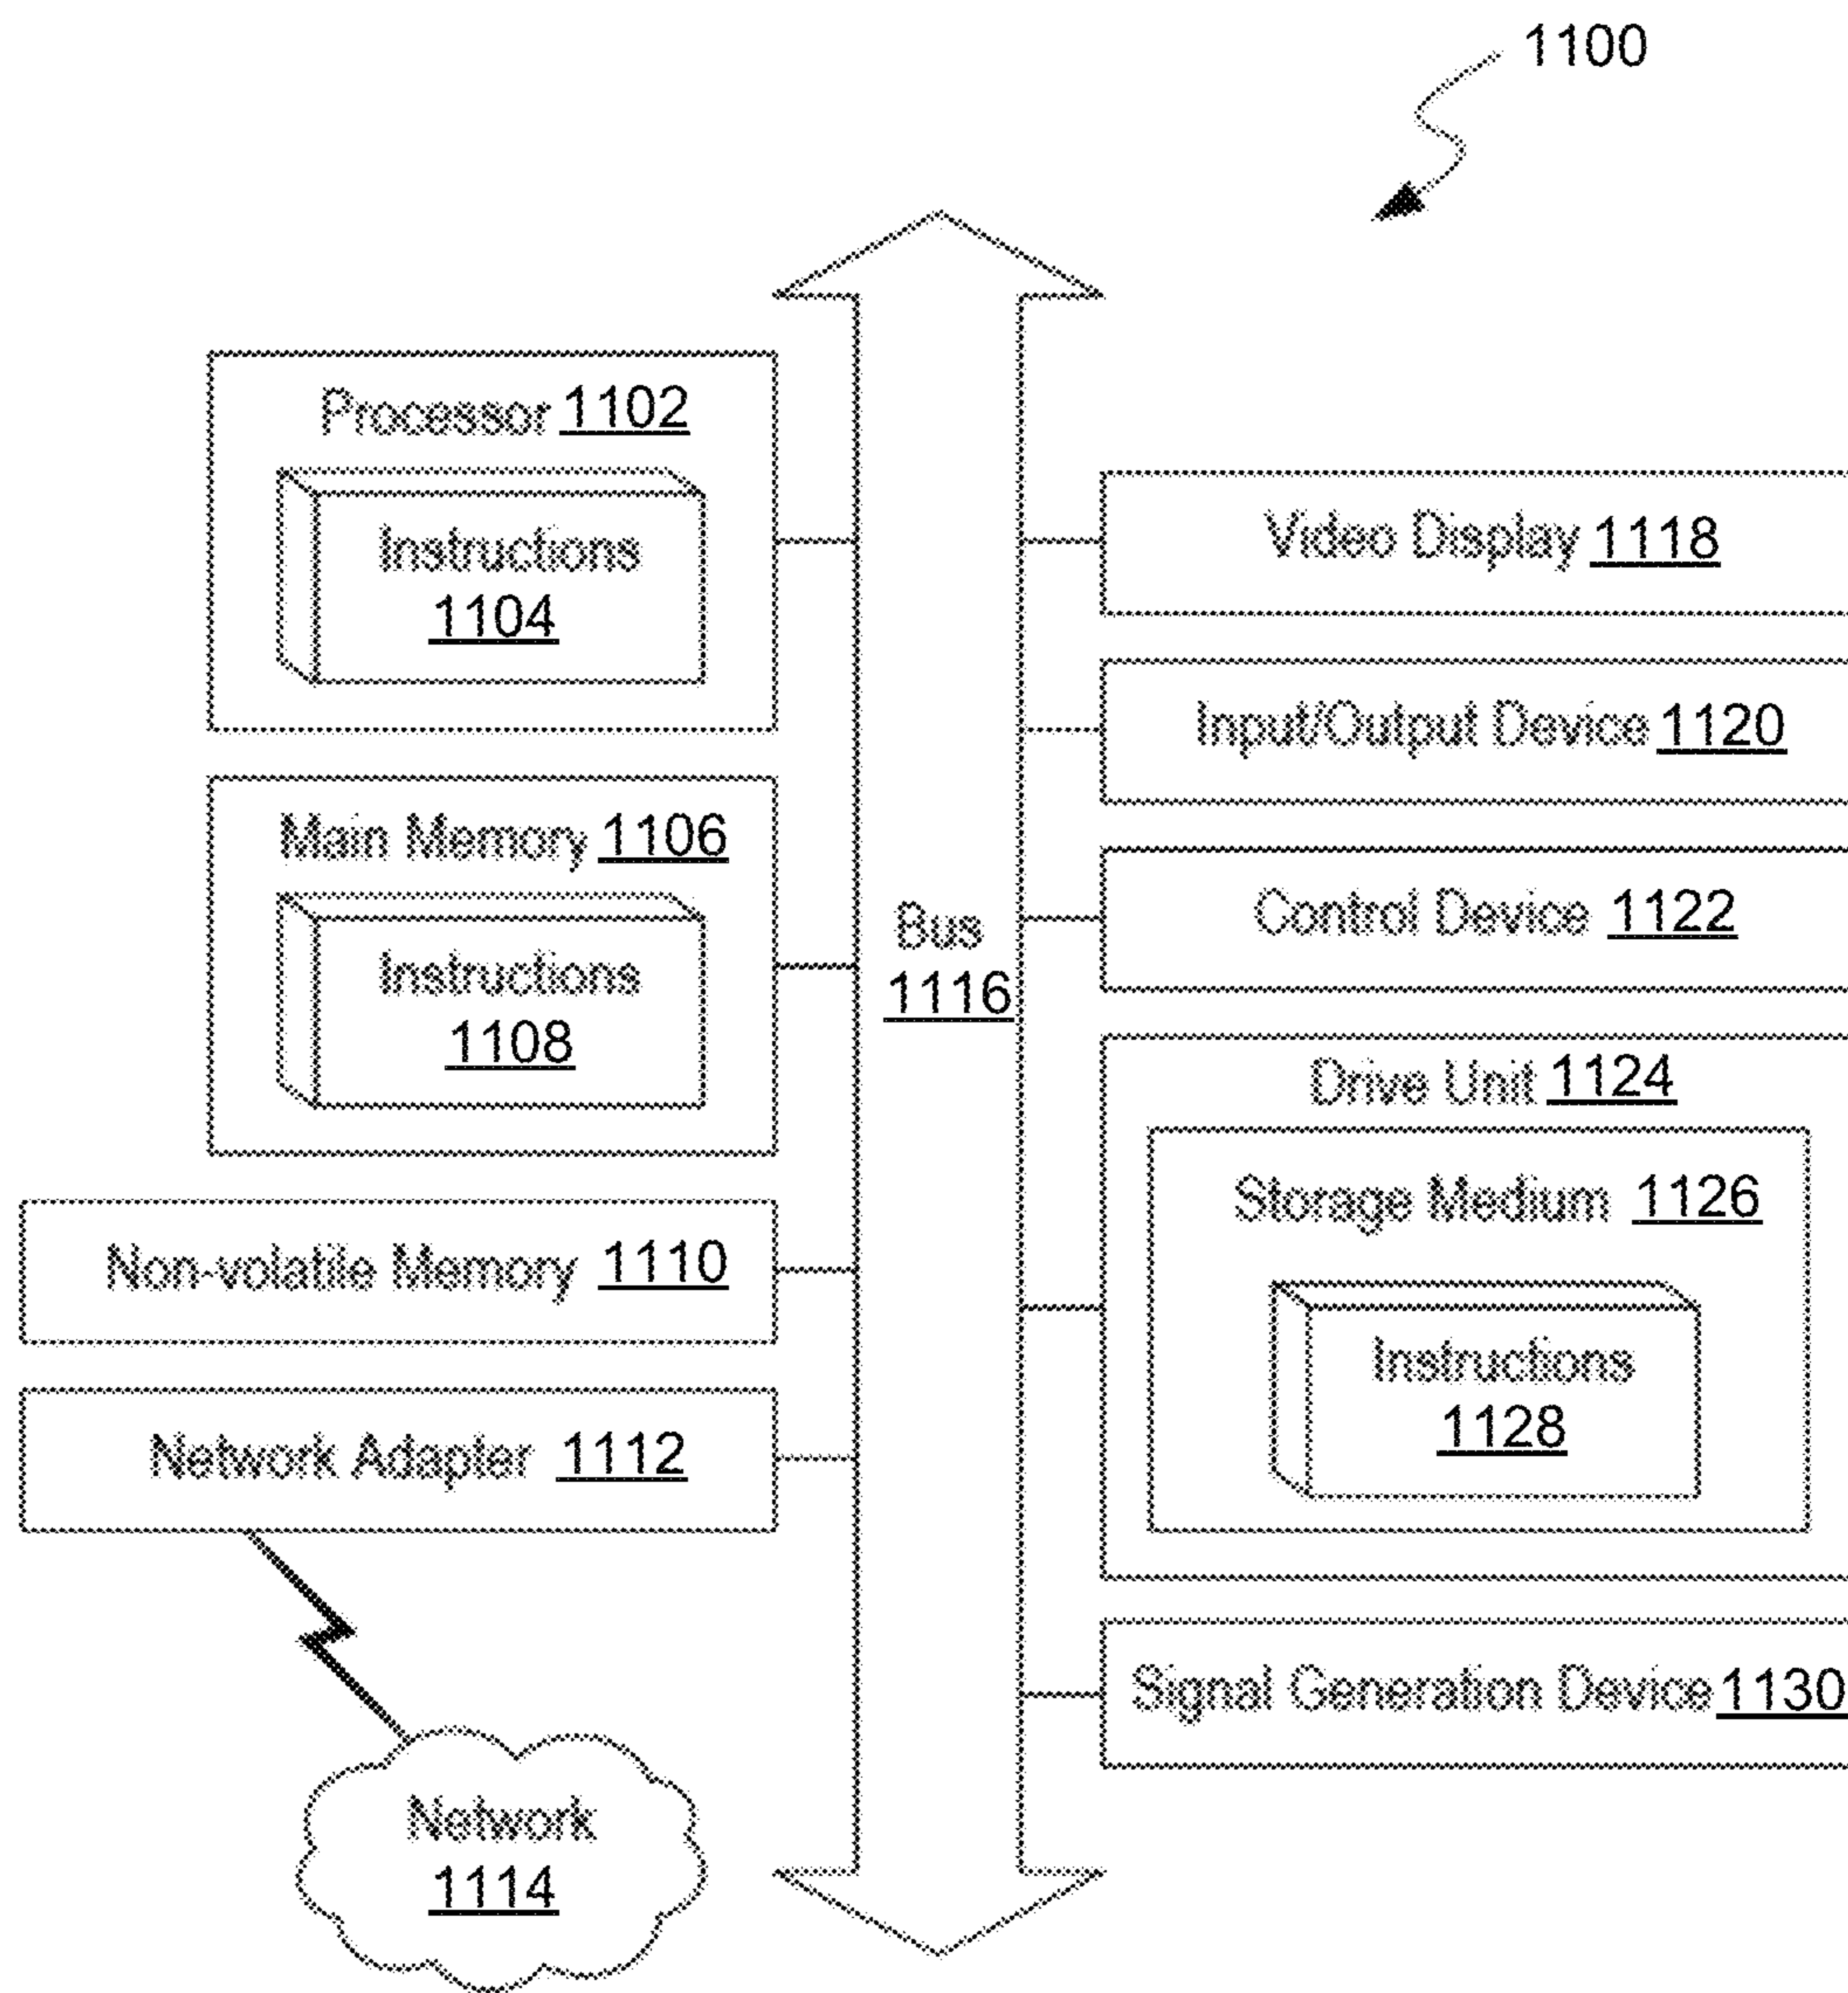 1100
Processor 1102
Instructions
1104
Main Memory 1106
Instructions
1108
Non-volatile Memory 1110
Network Adapter 1112
Network
1114
Bus
1116
Video Display 1118
Input/Output Device 1120
Control Device 1122
Drive Unit 1124
Storage Medium 1126
Instructions
1128
Signal Generation Device 1130